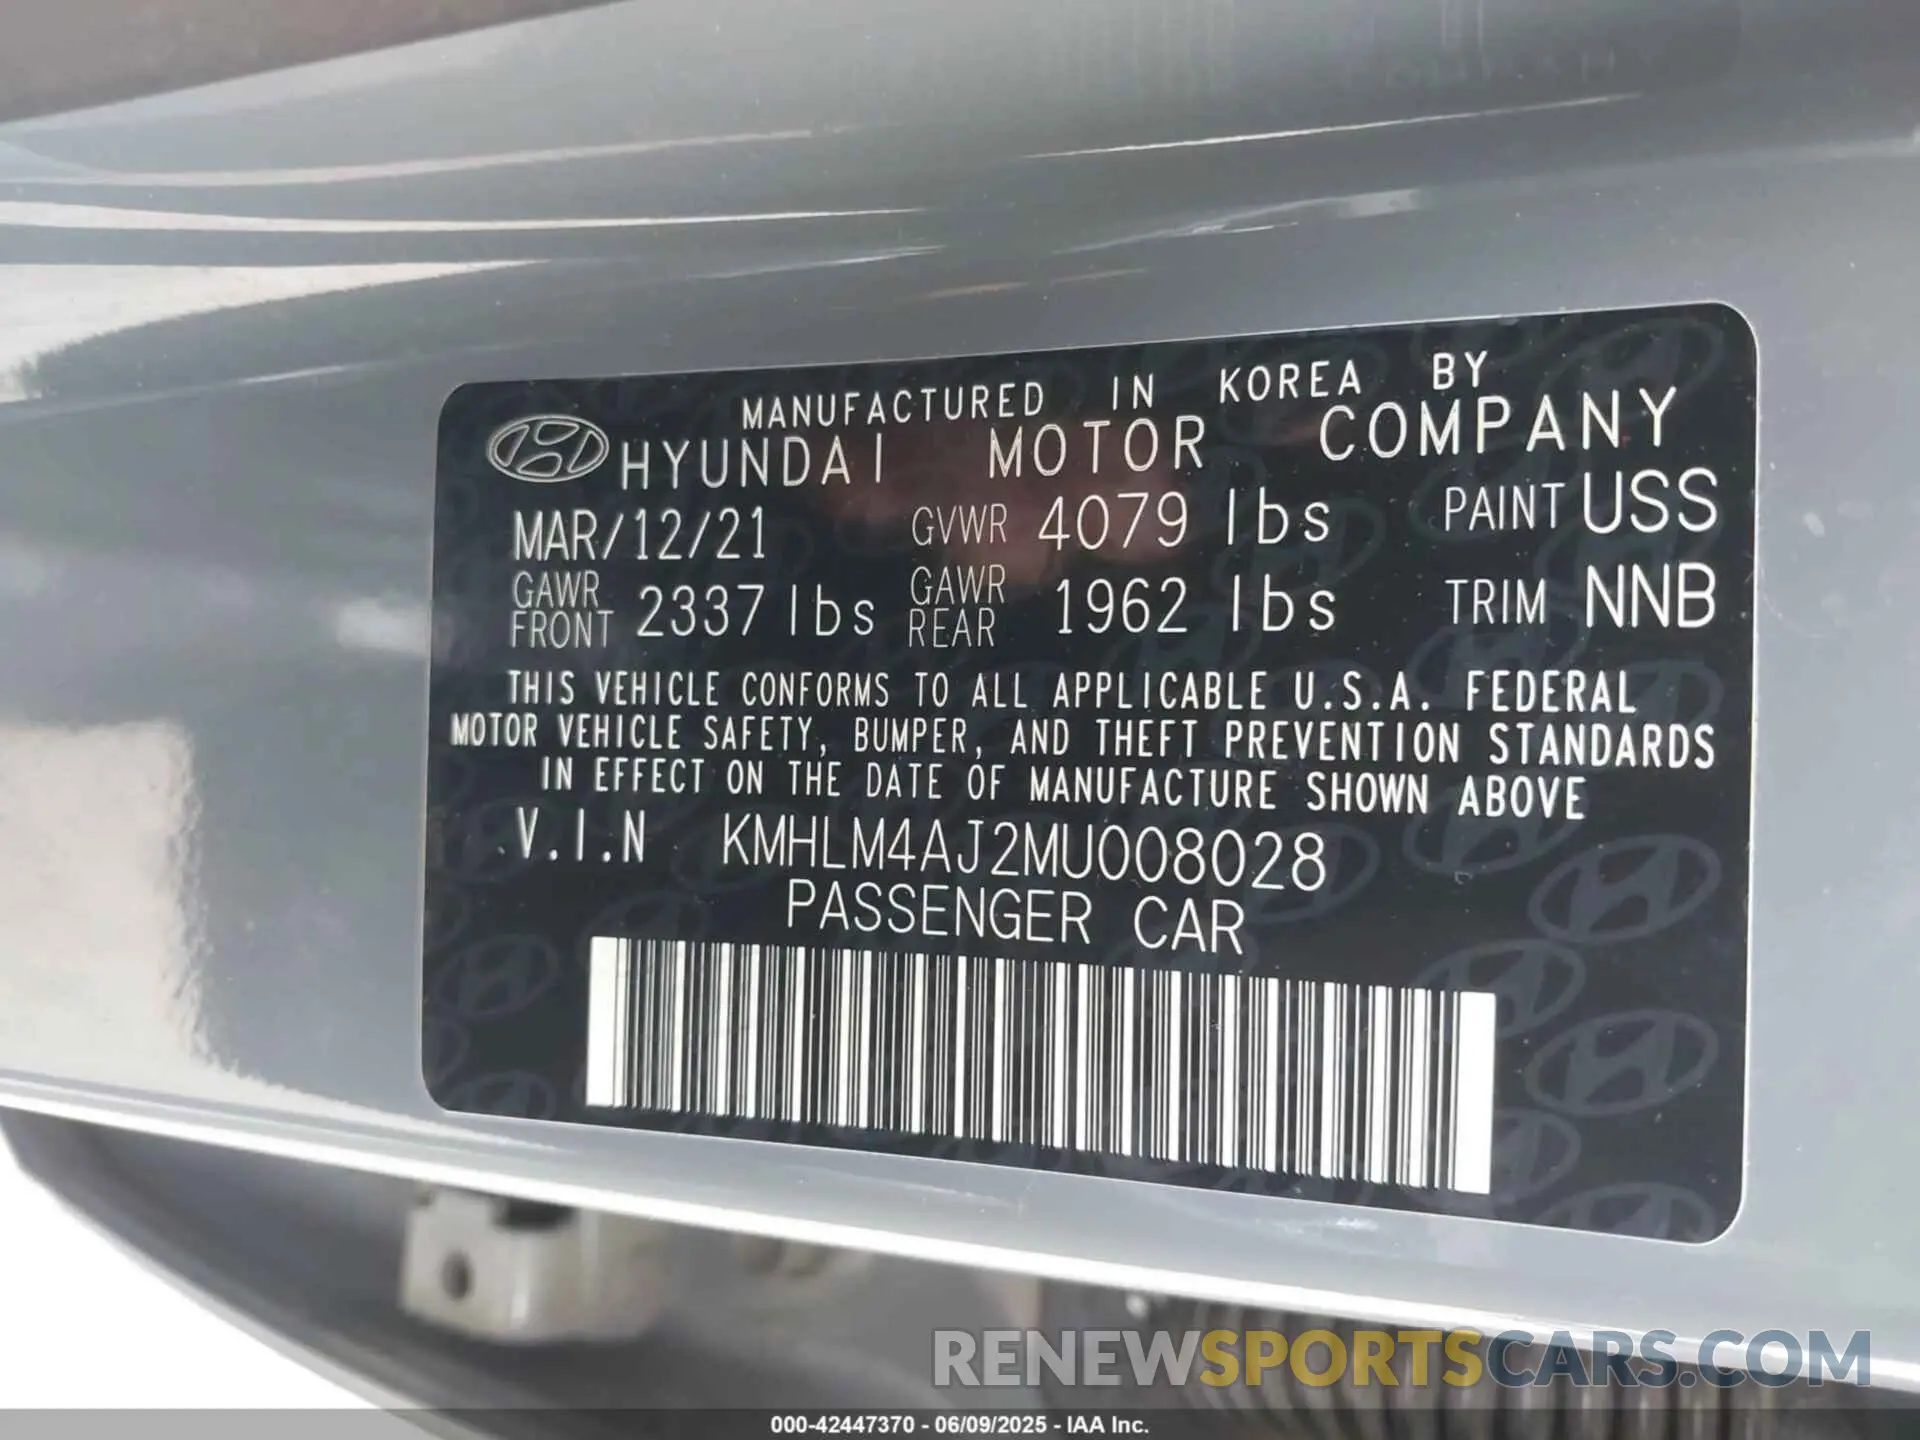 MANUFACTURED IN KOREA BY
HYUNDAI MOTOR COMPANY
MAR/12/21 GVWR 4079 lbs PAINT USS
GAWR FRONT 2337 lbs GAWR REAR 1962 lbs TRIM NNB
THIS VEHICLE CONFORMS TO ALL APPLICABLE U.S.A. FEDERAL
MOTOR VEHICLE SAFETY, BUMPER, AND THEFT PREVENTION STANDARDS
IN EFFECT ON THE DATE OF MANUFACTURE SHOWN ABOVE
V.I.N KMHLM4AJ2MU008028
PASSENGER CAR
RENEWSPORTSCARS.COM
000-42447370 - 06/09/2025 - IAA Inc.